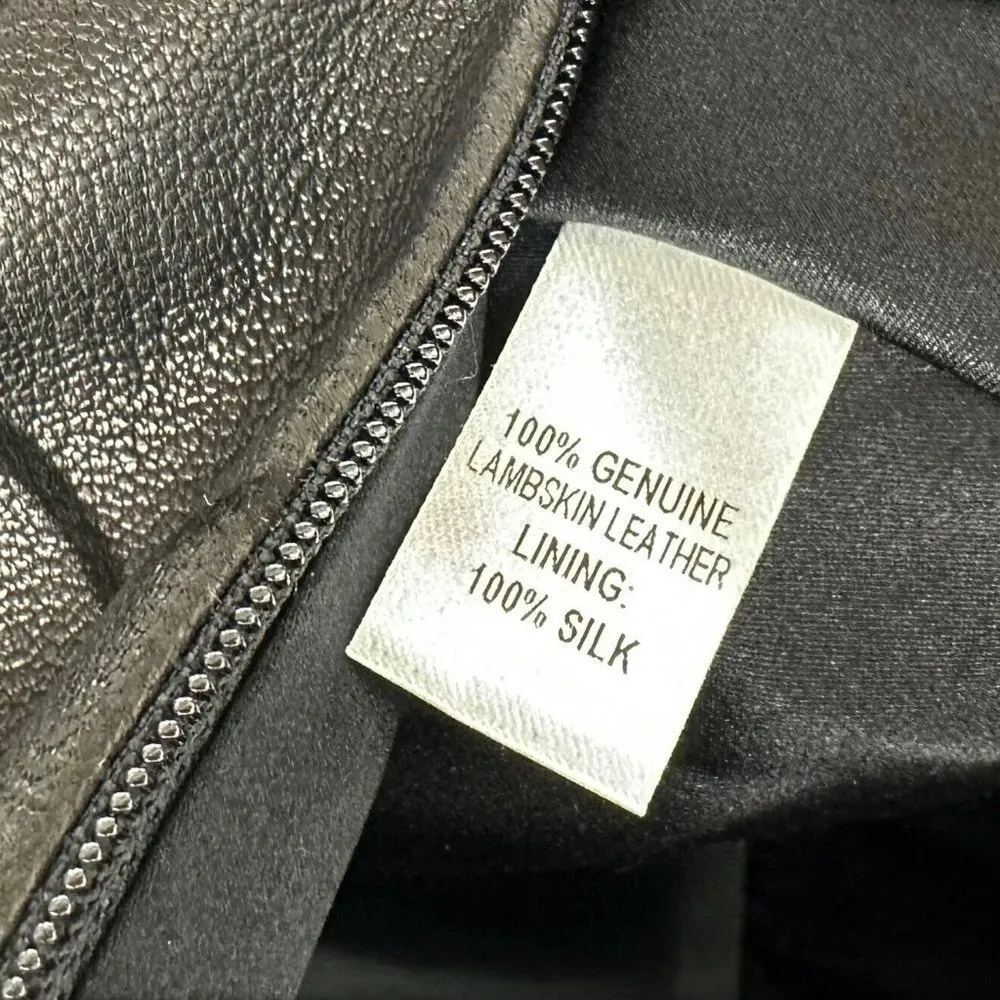 100% GENUINE
LAMBSKIN LEATHER
LINING:
100% SILK